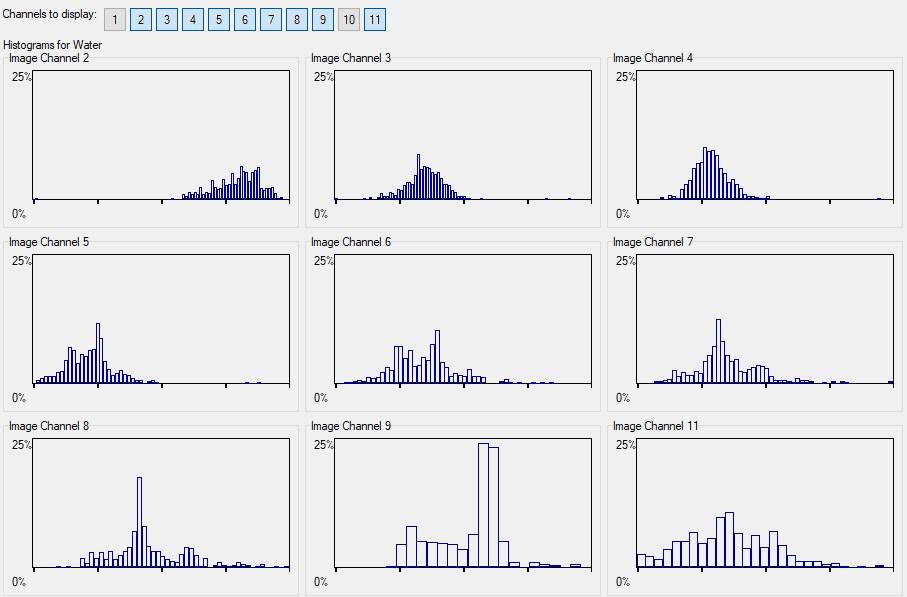 Channels to display: 1 2 3 4 5 6 7 8 9 10 11
Histograms for Water
Image Channel 2 Image Channel 3 Image Channel 4
25% 25% 25%
0% 0% 0%
Image Channel 5 Image Channel 6 Image Channel 7
25% 25% 25%
0% 0% 0%
Image Channel 8 Image Channel 9 Image Channel 11
25% 25% 25%
0% 0% 0%